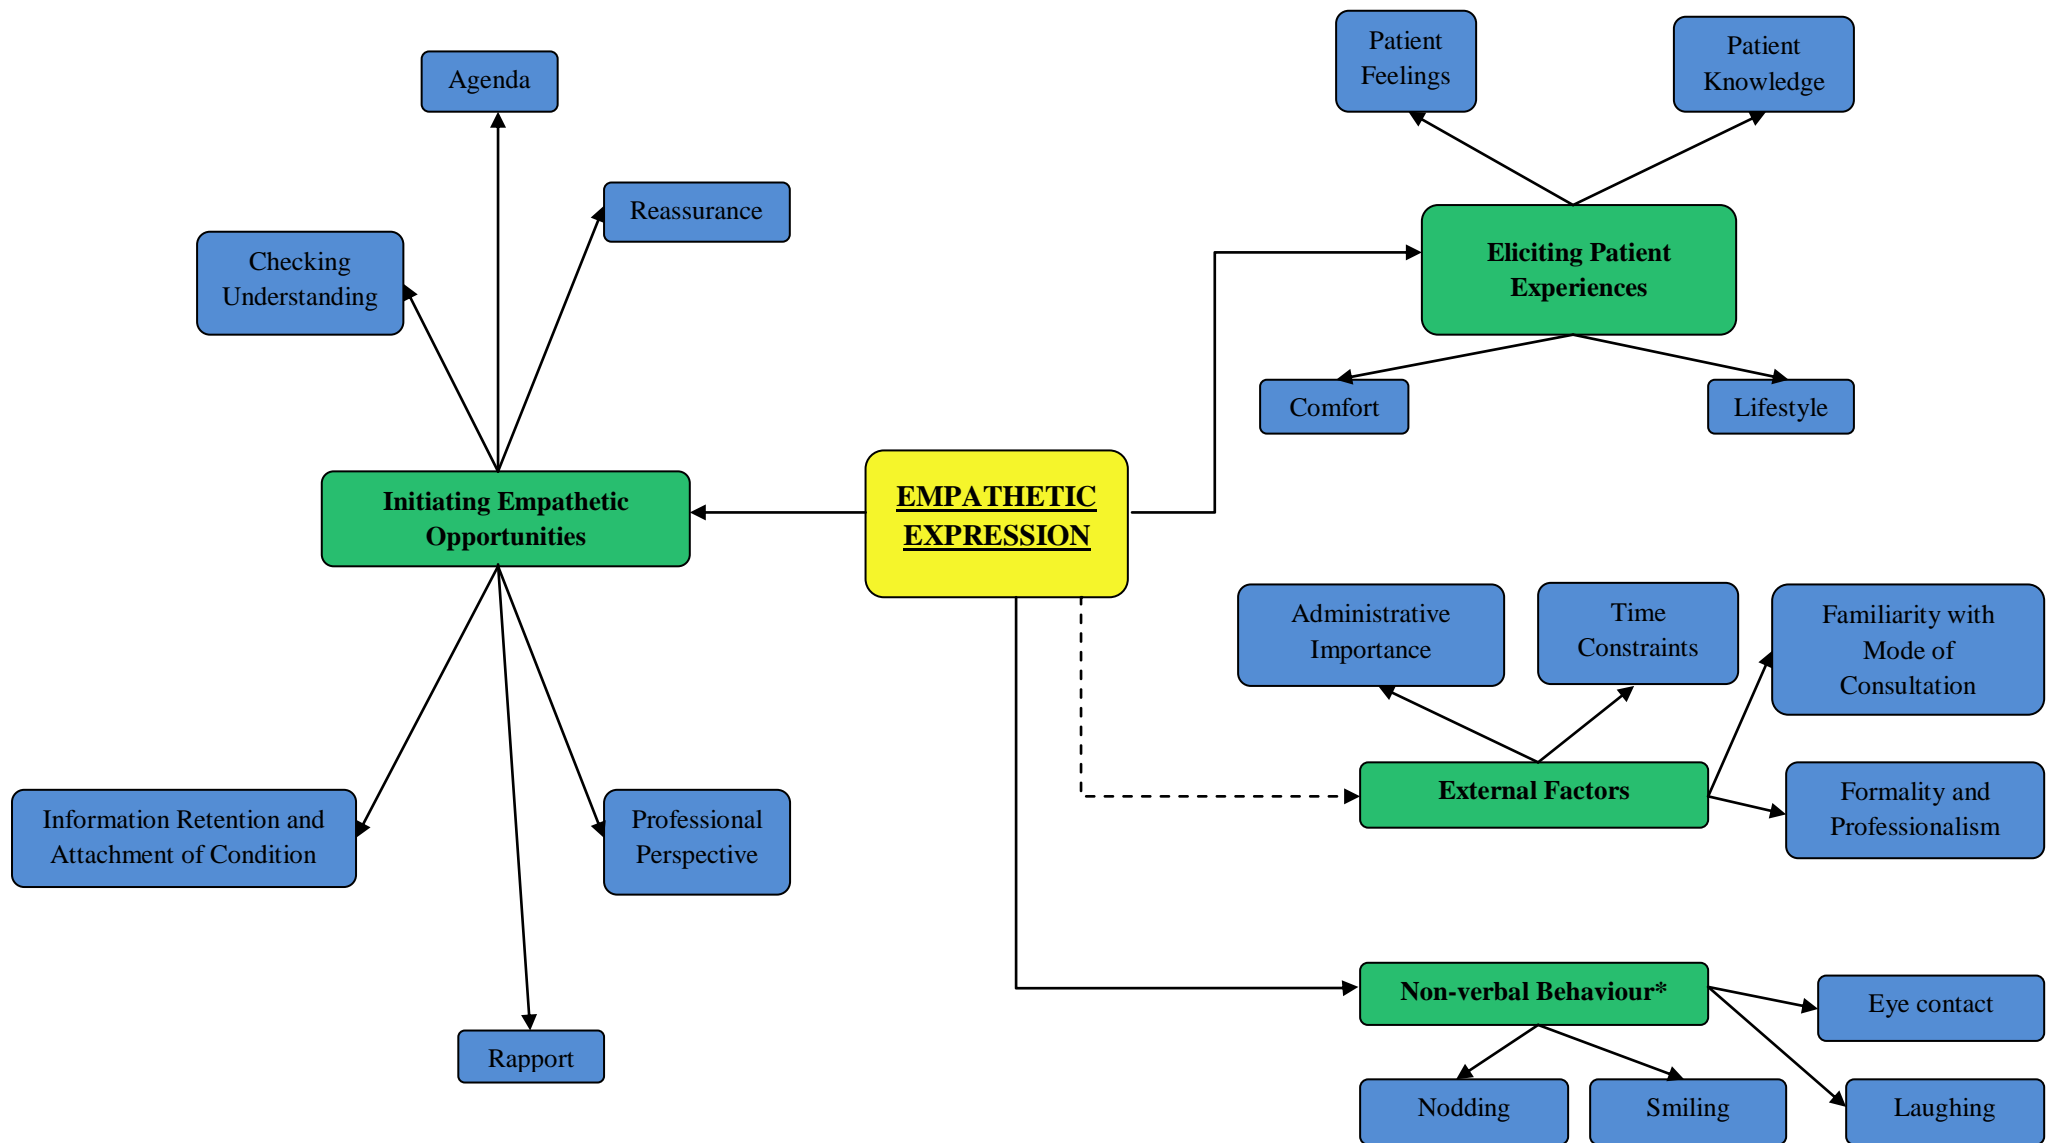 Agenda
Reassurance
Checking
Understanding
Initiating Empathetic
Opportunities
Information Retention and
Attachment of Condition
Professional
Perspective
Rapport
EMPATHETIC
EXPRESSION
Patient
Feelings
Patient
Knowledge
Eliciting Patient
Experiences
Comfort
Lifestyle
Administrative
Importance
Time
Constraints
Familiarity with
Mode of
Consultation
External Factors
Formality and
Professionalism
Non-verbal Behaviour*
Eye contact
Nodding
Smiling
Laughing